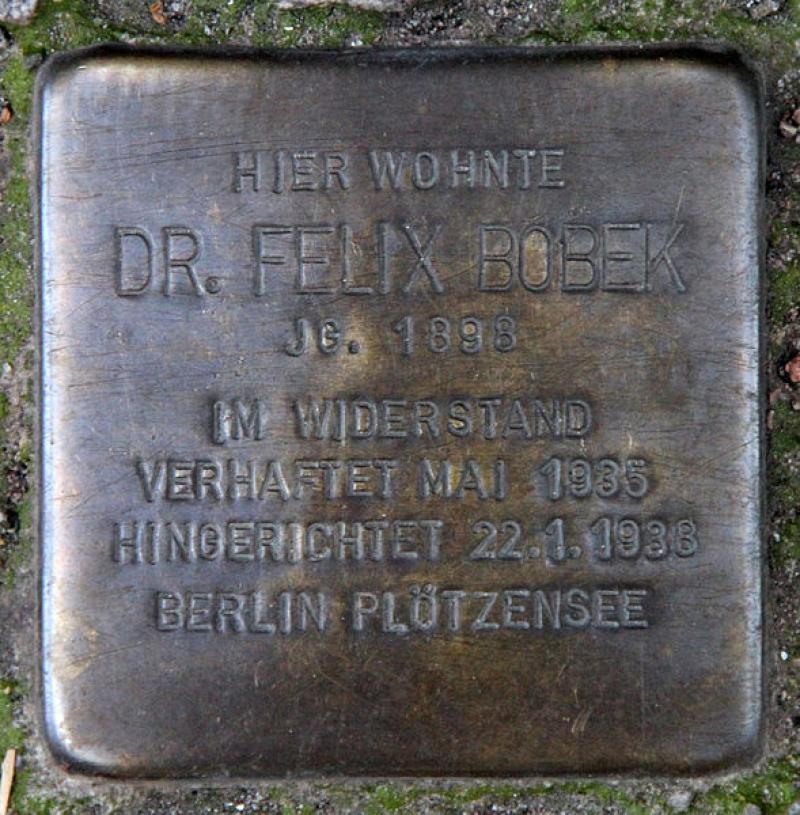 HIER WOHNTE
DR. FELIX BOBEK
JG. 1898
IM WIDERSTAND
VERHAFTET MAI 1935
HINGERICHTET 22.1.1938
BERLIN PLÖTZENSEE